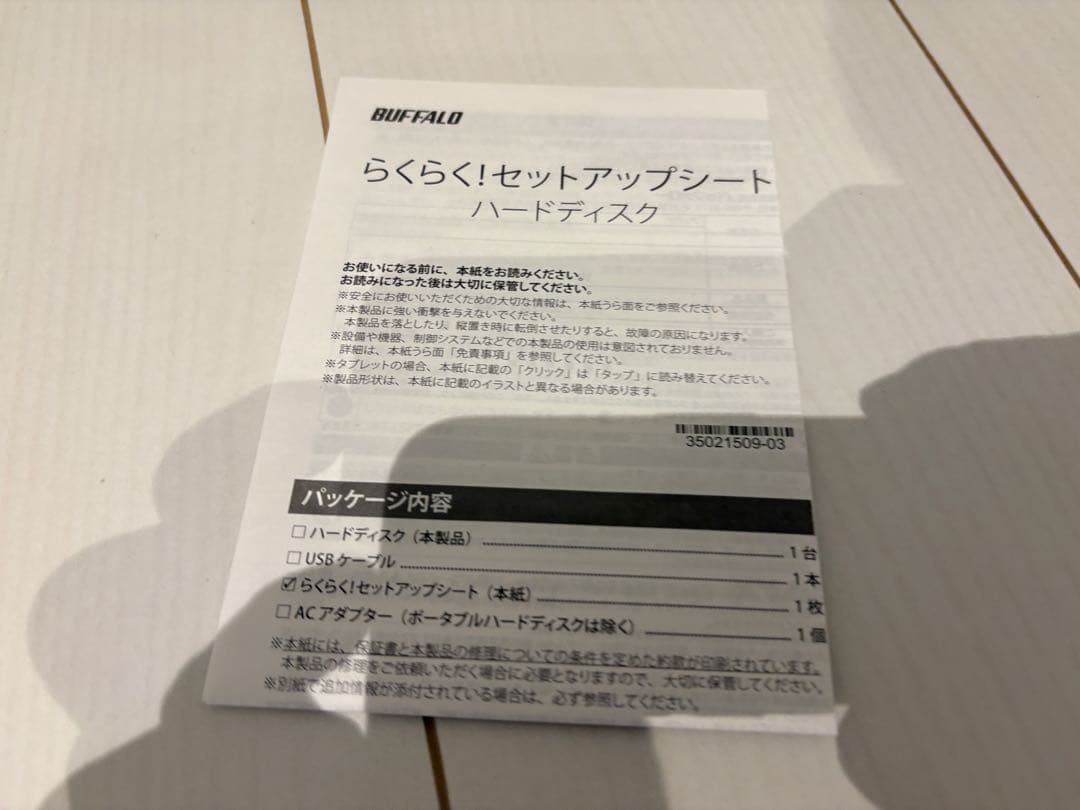 BUFFALO
らくらく！セットアップシート
ハードディスク
お使いになる前に、本紙をお読みください。
お読みになった後は大切に保管してください。
※安全にお使いいただくための大切な情報は、本紙うら面をご参照ください。
※本製品に強い衝撃を与えないでください。
本製品を落としたり、縦置き時に転倒させたりすると、故障の原因になります。
※設備や機器、制御システムなどでの本製品の使用は意図されておりません。
詳細は、本紙うら面「免責事項」を参照してください。
※タブレットの場合、本紙に記載の「クリック」は「タップ」に読み替えてください。
※製品形状は、本紙に記載のイラストと異なる場合があります。
35021509-03
パッケージ内容
□ ハードディスク（本製品） 1台
□ USBケーブル 1本
☑ らくらく！セットアップシート（本紙） 1枚
□ ACアダプター（ポータブルハードディスクは除く） 1個
※本紙には、保証書と本製品の修理についての条件を定めた約款が印刷されています。
本製品の修理をご依頼いただく場合に必要となりますので、大切に保管してください。
※別紙で追加情報が添付されている場合は、必ず参照してください。